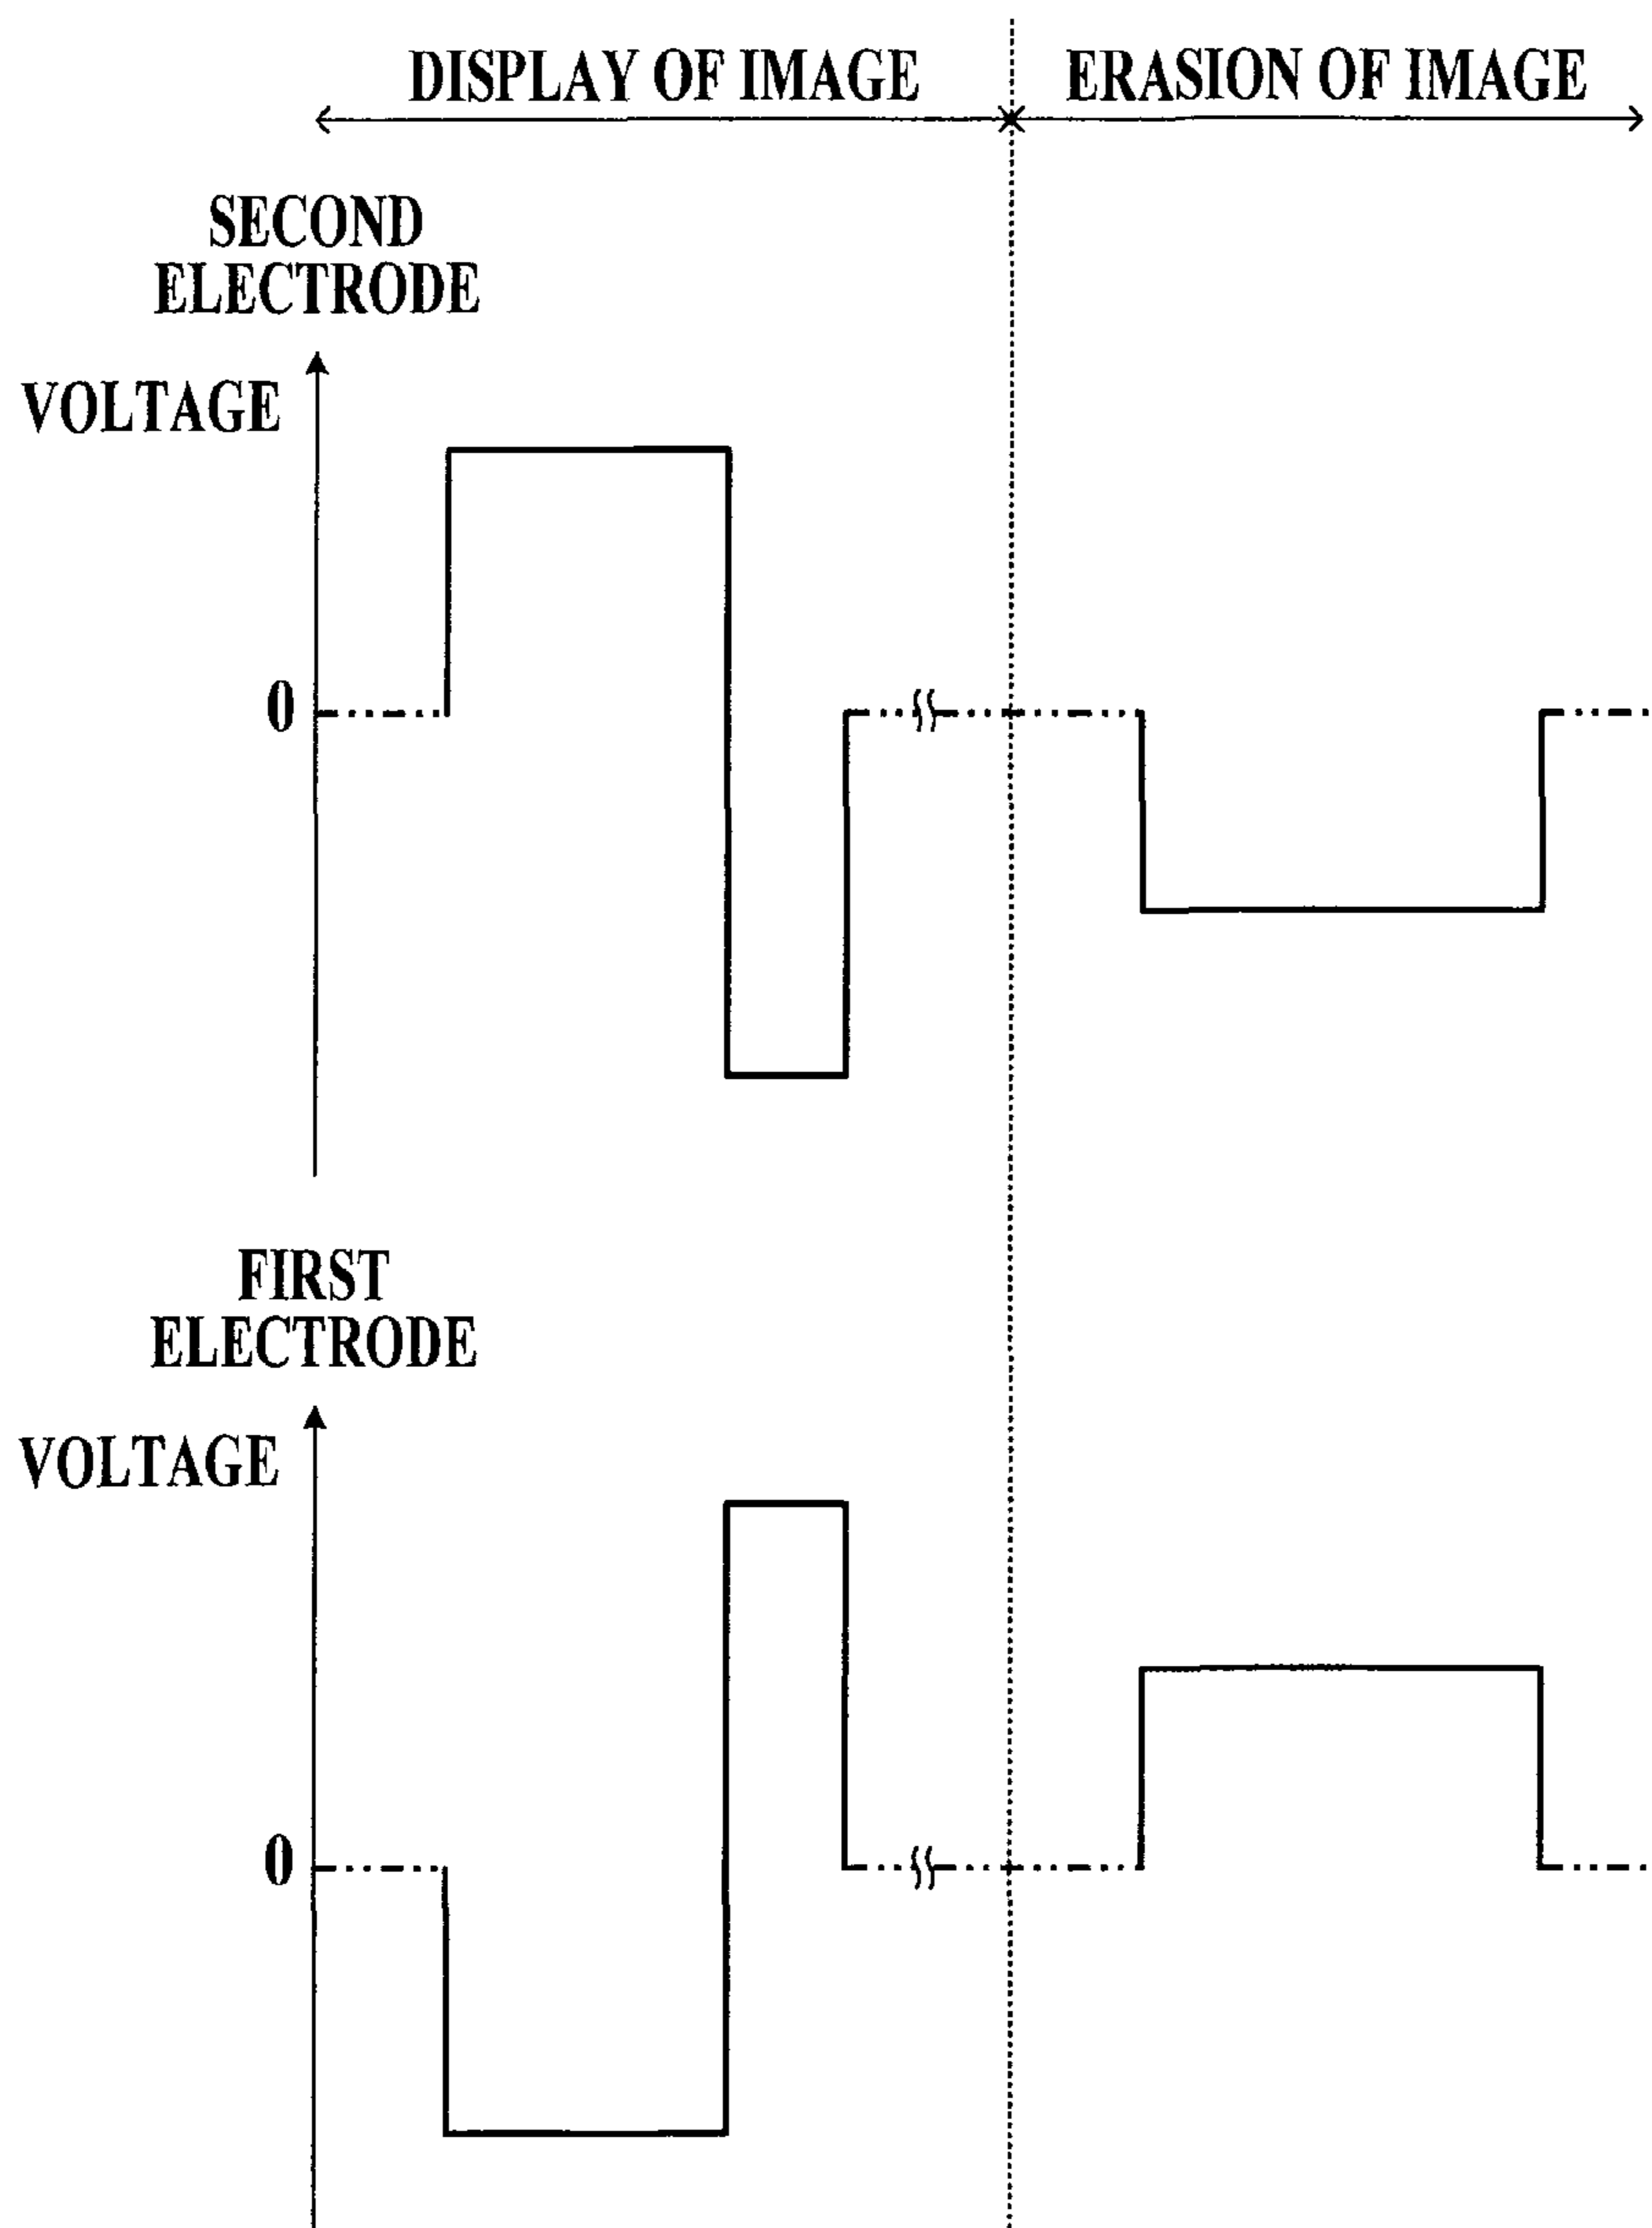 DISPLAY OF IMAGE
ERASION OF IMAGE
SECOND
ELECTRODE
VOLTAGE
0
FIRST
ELECTRODE
VOLTAGE
0